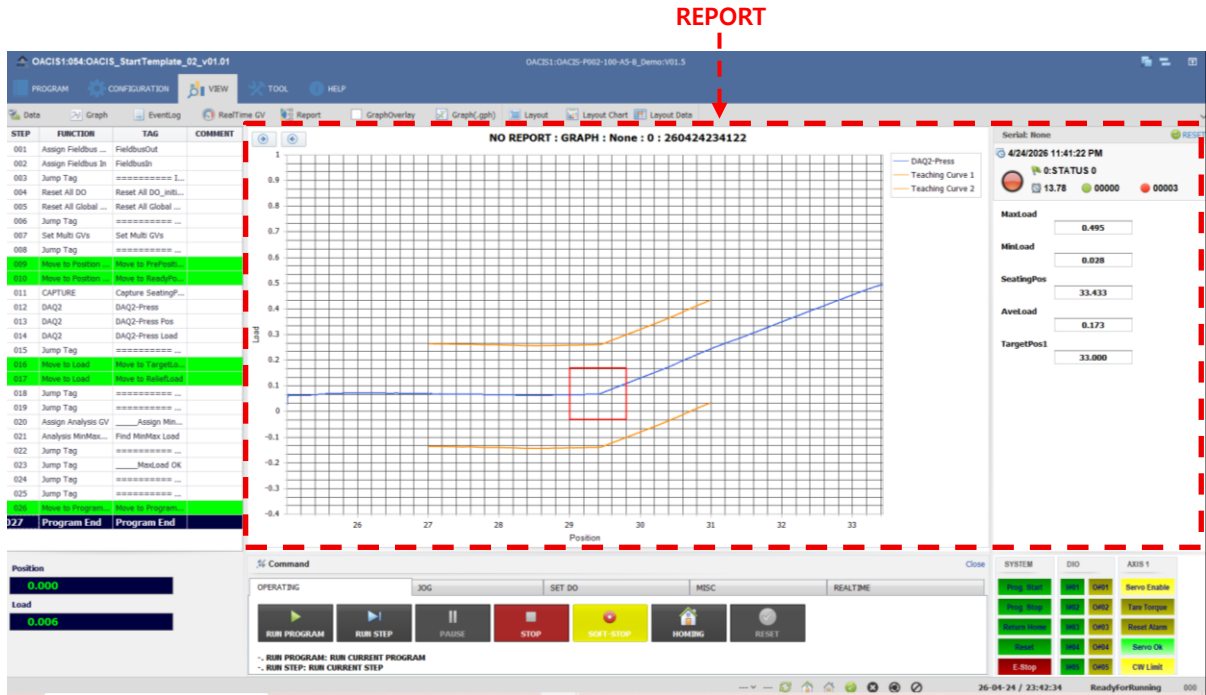 REPORT
OACIS1:054:OACIS_StartTemplate_02_v01.01
OACIS1:OACIS-P002-100-A5-B_Demo:V01.5
PROGRAM CONFIGURATION VIEW TOOL HELP
Data Graph EventLog RealTime GV Report GraphOverlay Graph(.gph) Layout Layout Chart Layout Data
STEP FUNCTION TAG COMMENT
001 Assign Fieldbus ... FieldbusOut
002 Assign Fieldbus In FieldbusIn
003 Jump Tag ========== I...
004 Reset All DO Reset All DO_initi...
005 Reset All Global ... Reset All Global ...
006 Jump Tag ========== ...
007 Set Multi GVs Set Multi GVs
008 Jump Tag ========== ...
009 Move to Position ... Move to PrePositi...
010 Move to Position ... Move to ReadyPo...
011 CAPTURE Capture SeatingP...
012 DAQ2 DAQ2-Press
013 DAQ2 DAQ2-Press Pos
014 DAQ2 DAQ2-Press Load
015 Jump Tag ========== ...
016 Move to Load Move to TargetLo...
017 Move to Load Move to ReliefLoad
018 Jump Tag ========== ...
019 Jump Tag ========== ...
020 Assign Analysis GV _____Assign Min...
021 Analysis MinMax... Find MinMax Load
022 Jump Tag ========== ...
023 Jump Tag _____MaxLoad OK
024 Jump Tag ========== ...
025 Jump Tag ========== ...
026 Move to Program... Move to Program...
027 Program End Program End
NO REPORT : GRAPH : None : 0 : 260424234122
1
0.9
0.8
0.7
0.6
0.5
0.4
0.3
0.2
0.1
0
-0.1
-0.2
-0.3
-0.4
Load
26 27 28 29 30 31 32 33
Position
DAQ2-Press
Teaching Curve 1
Teaching Curve 2
Serial: None RESET
4/24/2026 11:41:22 PM
0:STATUS 0
13.78 00000 00003
MaxLoad
0.495
MinLoad
0.028
SeatingPos
33.433
AveLoad
0.173
TargetPos1
33.000
Position
0.000
Load
0.006
Command Close
OPERATING JOG SET DO MISC REALTIME
RUN PROGRAM RUN STEP PAUSE STOP SOFT-STOP HOMING RESET
-. RUN PROGRAM: RUN CURRENT PROGRAM
-. RUN STEP: RUN CURRENT STEP
SYSTEM DIO AXIS 1
Prog. Start I#01 O#01 Servo Enable
Prog. Stop I#02 O#02 Tare Torque
Return Home I#03 O#03 Reset Alarm
Reset I#04 O#04 Servo Ok
E-Stop I#05 O#05 CW Limit
26-04-24 / 23:42:34 ReadyForRunning 000